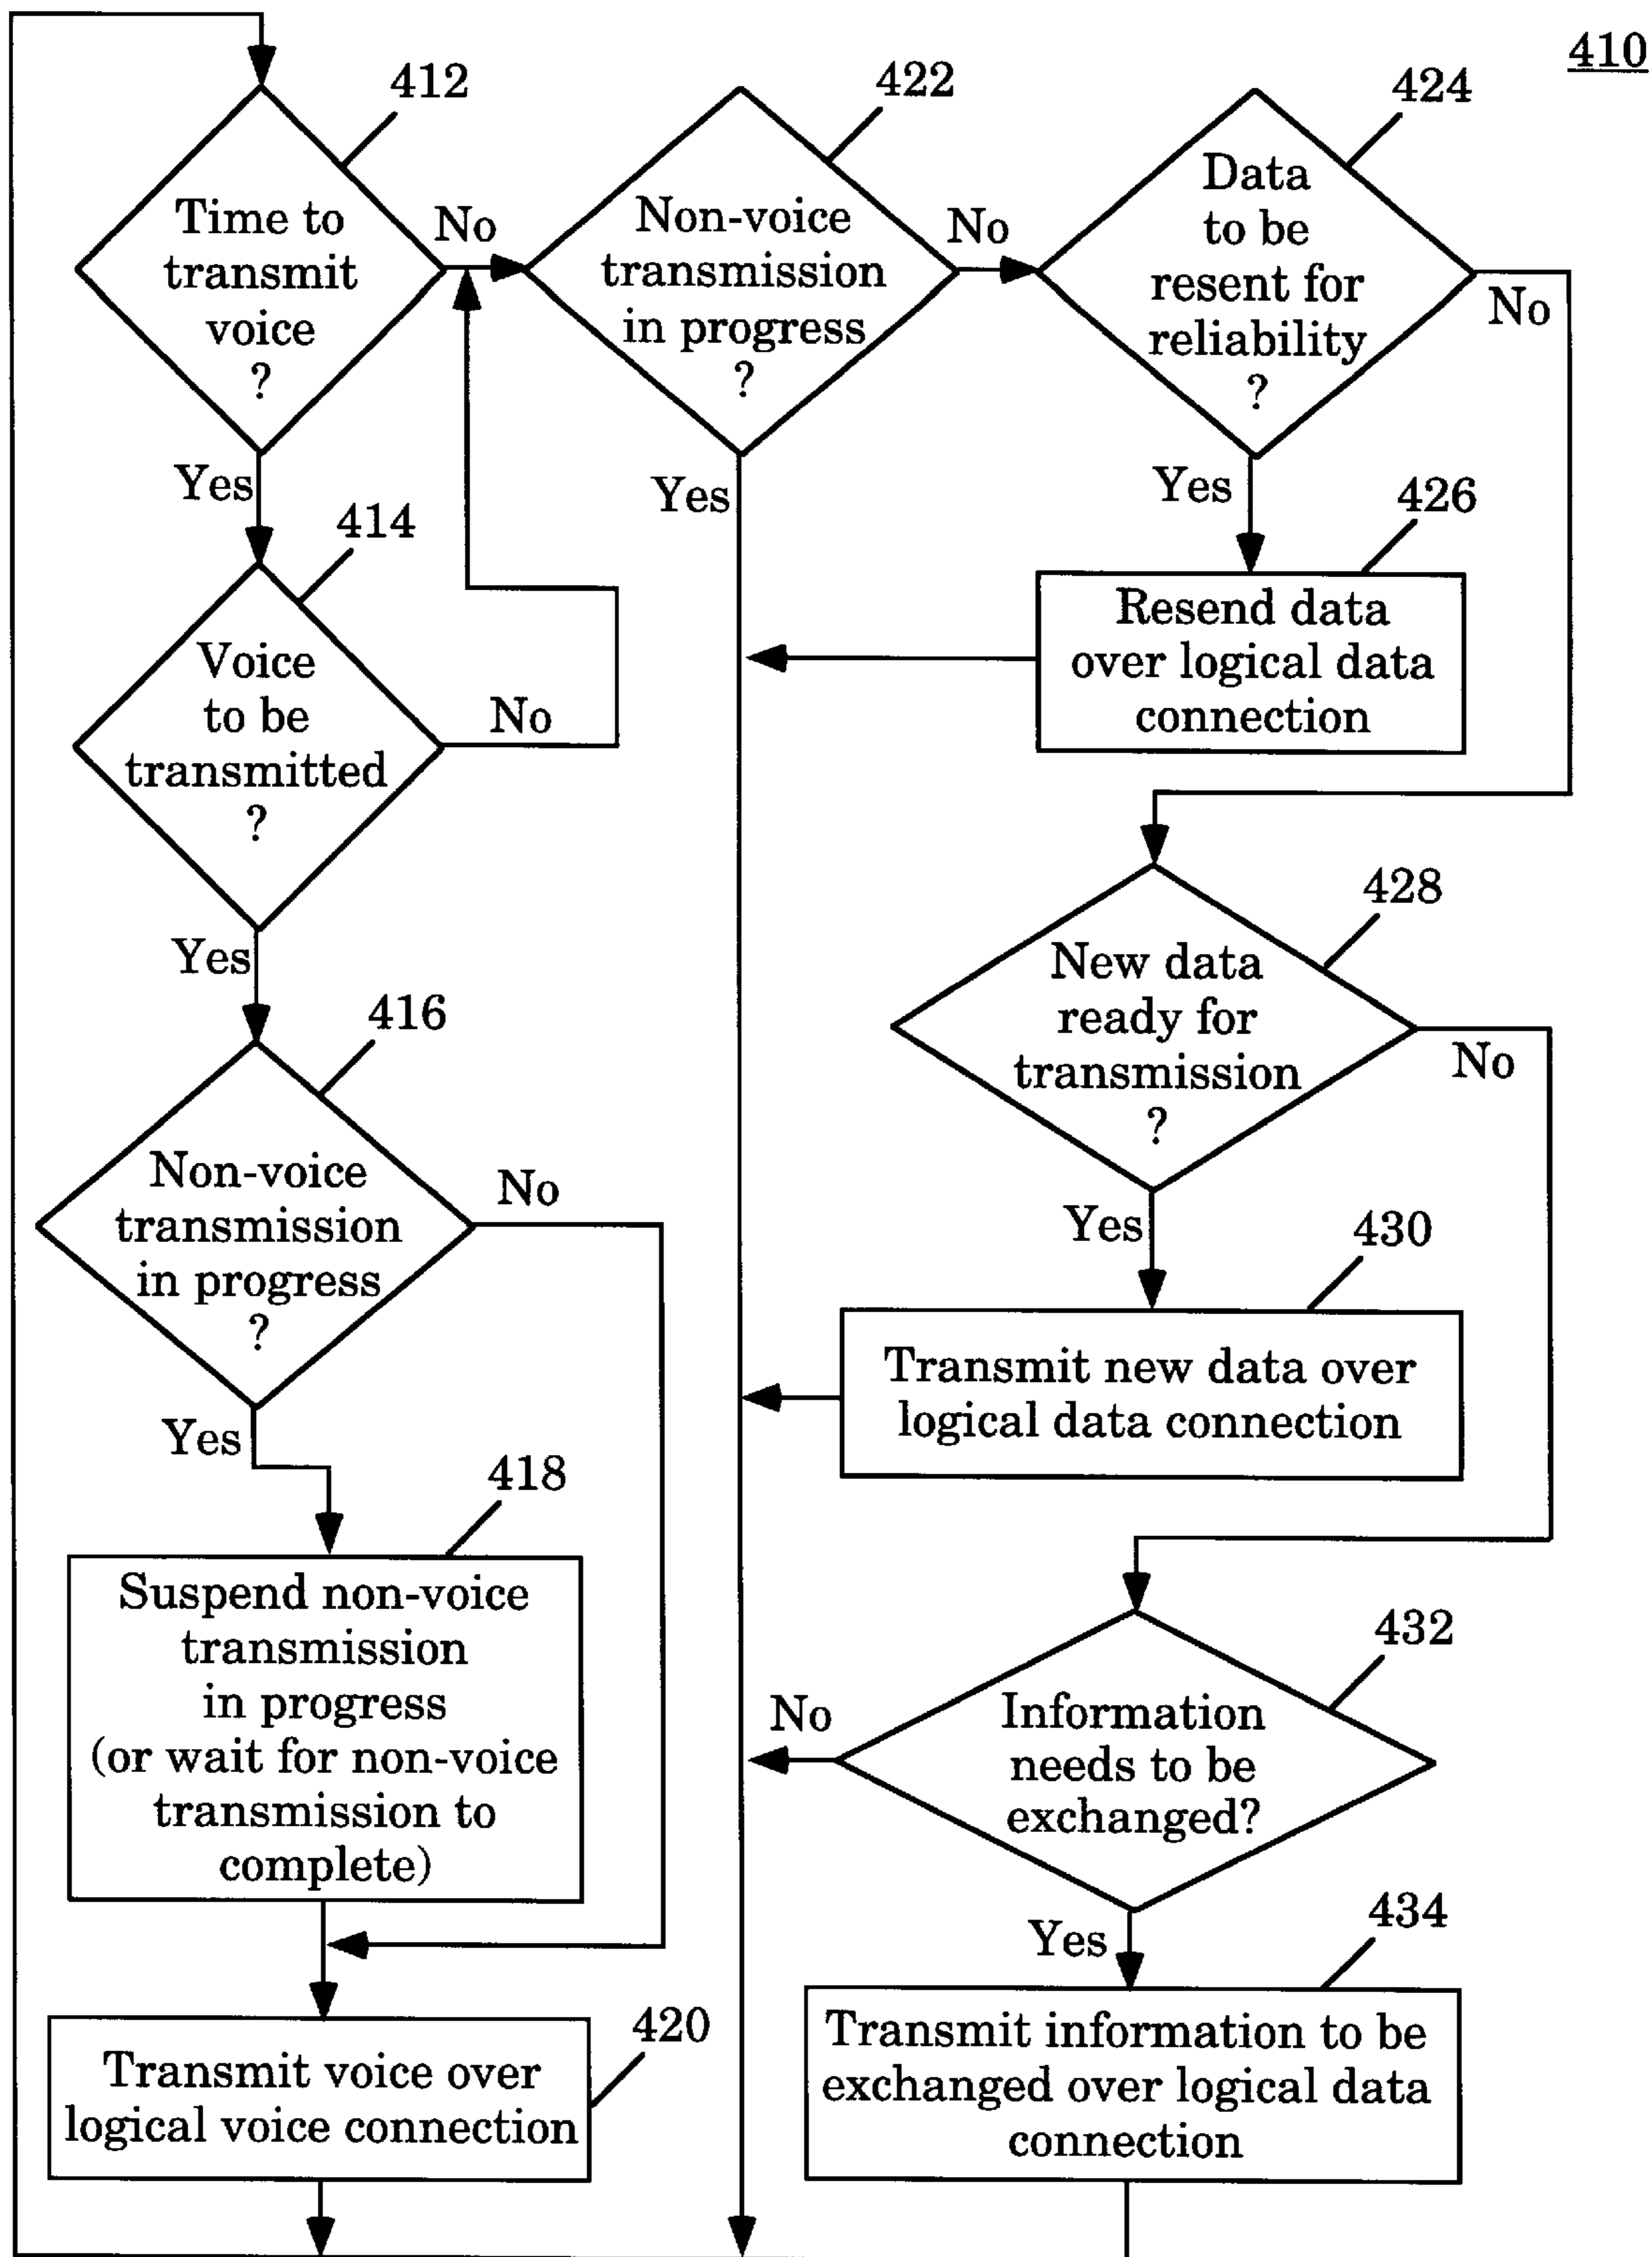 410
412
Time to
transmit
voice
?
No
Yes
422
Non-voice
transmission
in progress
?
No
Yes
424
Data
to be
resent for
reliability
?
No
Yes
414
Voice
to be
transmitted
?
No
Yes
426
Resend data
over logical data
connection
416
Non-voice
transmission
in progress
?
No
Yes
428
New data
ready for
transmission
?
No
Yes
430
Transmit new data over
logical data connection
418
Suspend non-voice
transmission
in progress
(or wait for non-voice
transmission to
complete)
432
Information
needs to be
exchanged?
No
Yes
420
Transmit voice over
logical voice connection
434
Transmit information to be
exchanged over logical data
connection